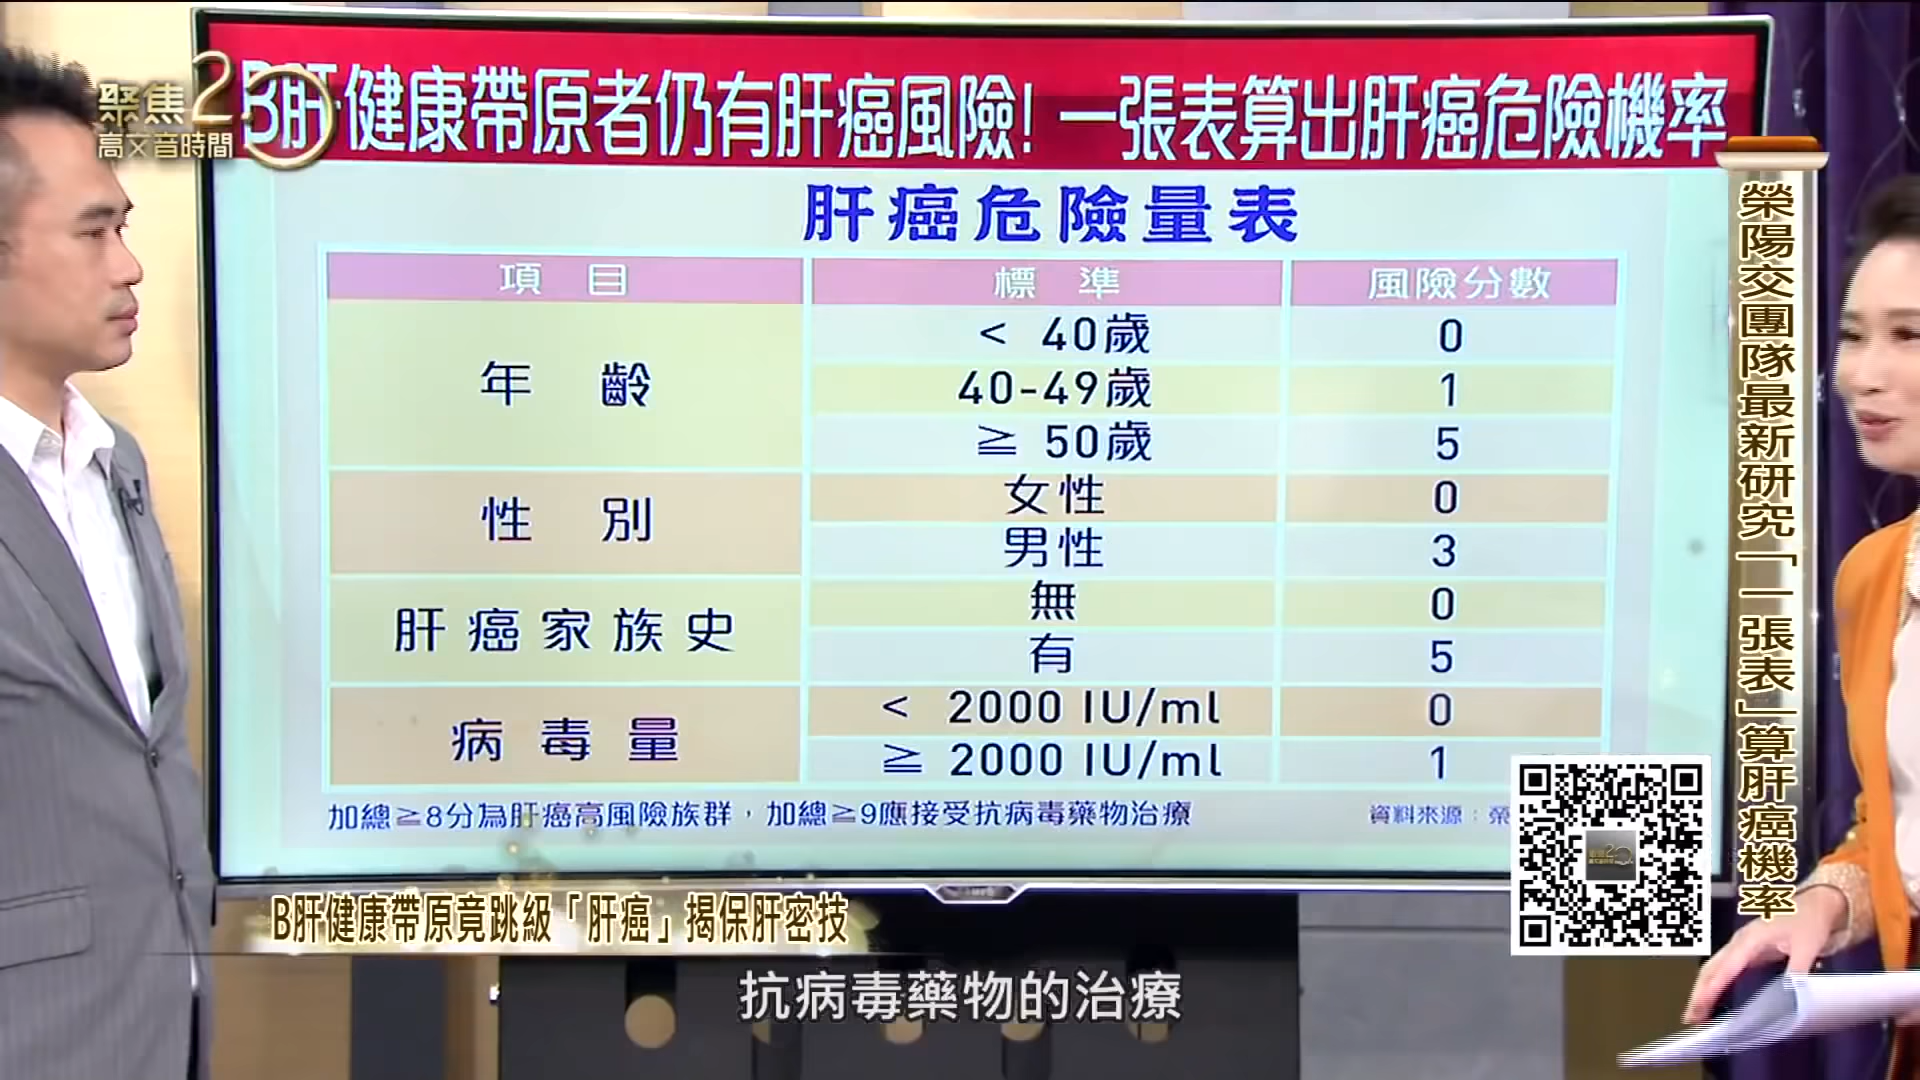 聚焦2.0
高文音時間
B肝健康帶原者仍有肝癌風險! 一張表算出肝癌危險機率
肝癌危險量表
項 目 標 準 風險分數
年 齡
< 40歲 0
40-49歲 1
≧ 50歲 5
性 別
女性 0
男性 3
肝癌家族史
無 0
有 5
病毒量
< 2000 IU/ml 0
≧ 2000 IU/ml 1
加總≧8分為肝癌高風險族群，加總≧9應接受抗病毒藥物治療
資料來源：榮
榮陽交團隊最新研究「一張表」算肝癌機率
B肝健康帶原竟跳級「肝癌」揭保肝密技
抗病毒藥物的治療